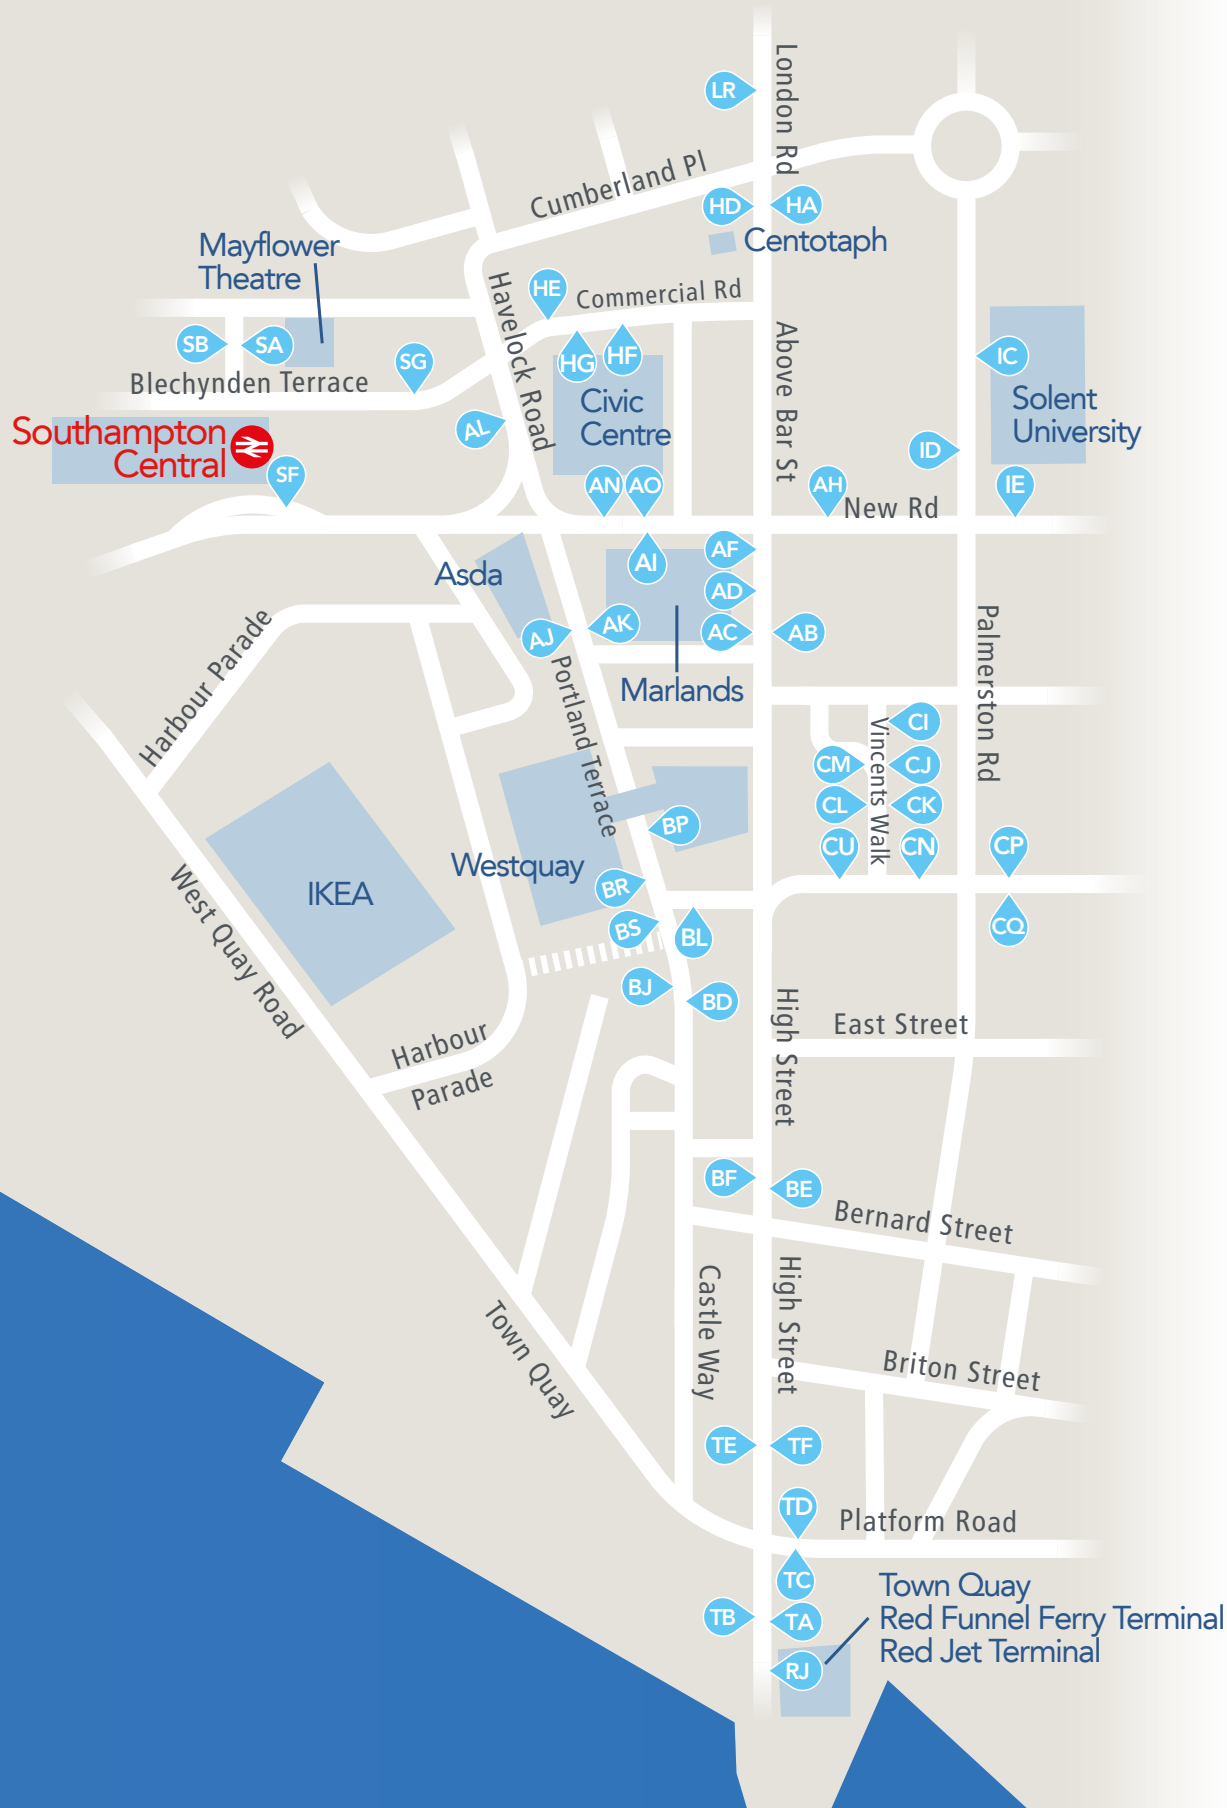 London Rd
LR
Cumberland Pl
HD
HA
Centotaph
Mayflower
Theatre
HE
Commercial Rd
Havelock Road
SB
SA
SG
HG
HF
Above Bar St
IC
Blechynden Terrace
Civic
Centre
Solent
University
AL
Southampton
Central
ID
SF
AN
AO
AH
IE
New Rd
AF
AI
Asda
AD
AK
AJ
AC
AB
Harbour Parade
Portland Terrace
Marlands
Palmerston Rd
CI
Vincents Walk
CM
CJ
CL
CK
BP
CU
CN
CP
Westquay
IKEA
BR
BS
BL
CQ
West Quay Road
BJ
BD
High Street
East Street
Harbour
Parade
BF
BE
Bernard Street
Castle Way
High Street
Town Quay
Briton Street
TE
TF
TD
Platform Road
TC
TB
TA
Town Quay
Red Funnel Ferry Terminal
Red Jet Terminal
RJ